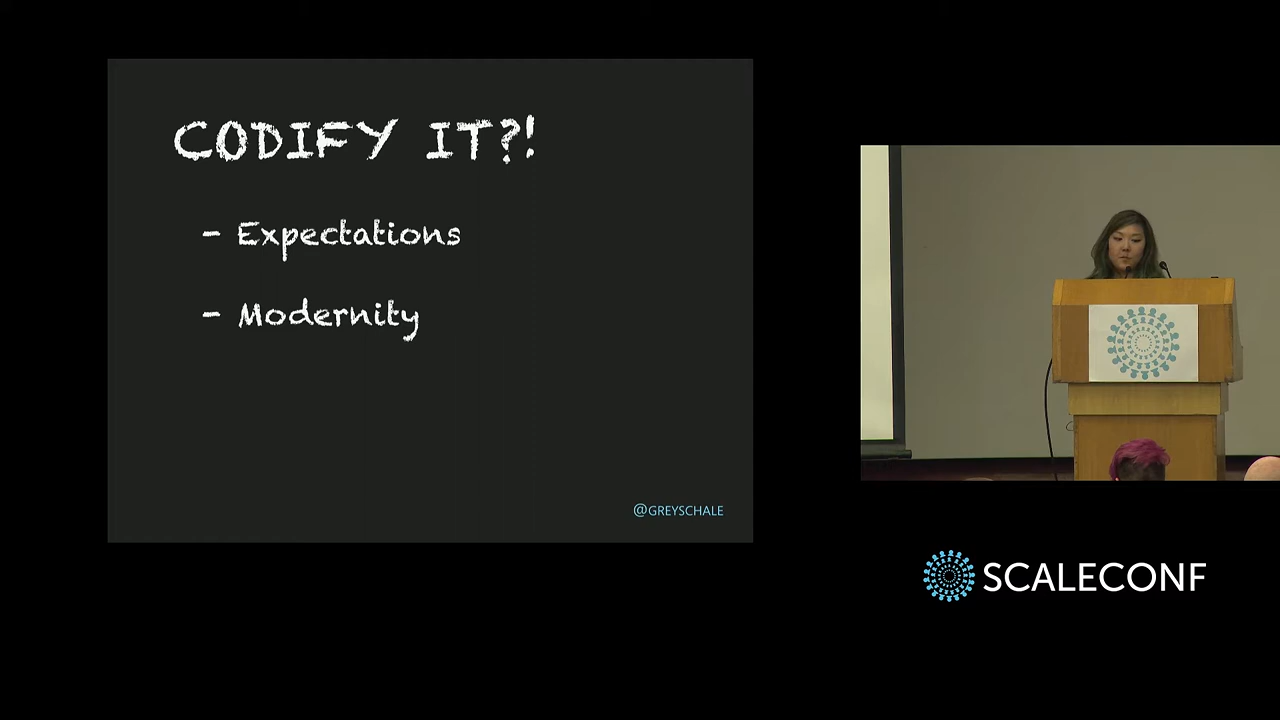 CODIFY IT?!
- Expectations
- Modernity
@GREYSCHALE
SCALECONF